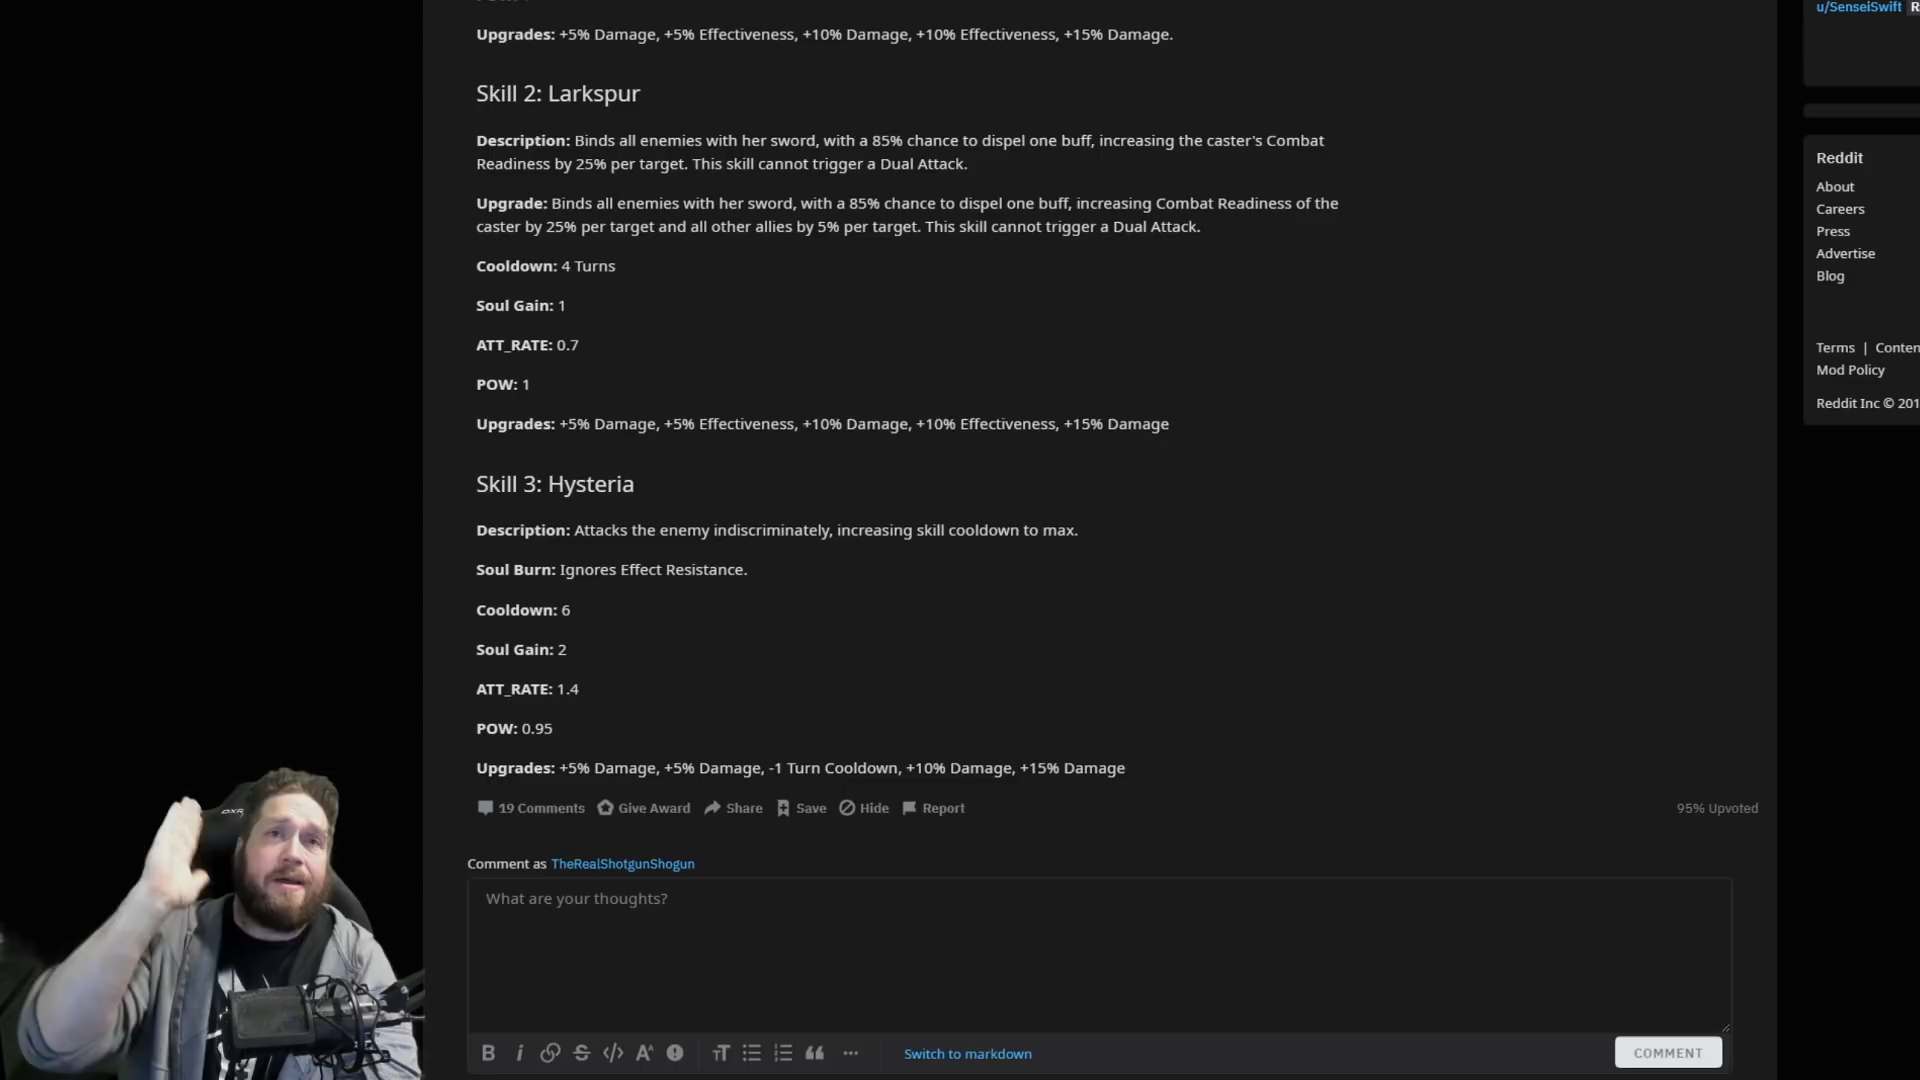 u/SenseiSwift
Upgrades: +5% Damage, +5% Effectiveness, +10% Damage, +10% Effectiveness, +15% Damage.
Skill 2: Larkspur
Description: Binds all enemies with her sword, with a 85% chance to dispel one buff, increasing the caster's Combat
Readiness by 25% per target. This skill cannot trigger a Dual Attack.
Upgrade: Binds all enemies with her sword, with a 85% chance to dispel one buff, increasing Combat Readiness of the
caster by 25% per target and all other allies by 5% per target. This skill cannot trigger a Dual Attack.
Cooldown: 4 Turns
Soul Gain: 1
ATT_RATE: 0.7
POW: 1
Upgrades: +5% Damage, +5% Effectiveness, +10% Damage, +10% Effectiveness, +15% Damage
Skill 3: Hysteria
Description: Attacks the enemy indiscriminately, increasing skill cooldown to max.
Soul Burn: Ignores Effect Resistance.
Cooldown: 6
Soul Gain: 2
ATT_RATE: 1.4
POW: 0.95
Upgrades: +5% Damage, +5% Damage, -1 Turn Cooldown, +10% Damage, +15% Damage
19 Comments Give Award Share Save Hide Report
95% Upvoted
Comment as TheRealShotgunShogun
What are your thoughts?
Switch to markdown
COMMENT
Reddit
About
Careers
Press
Advertise
Blog
Terms | Conten
Mod Policy
Reddit Inc © 201